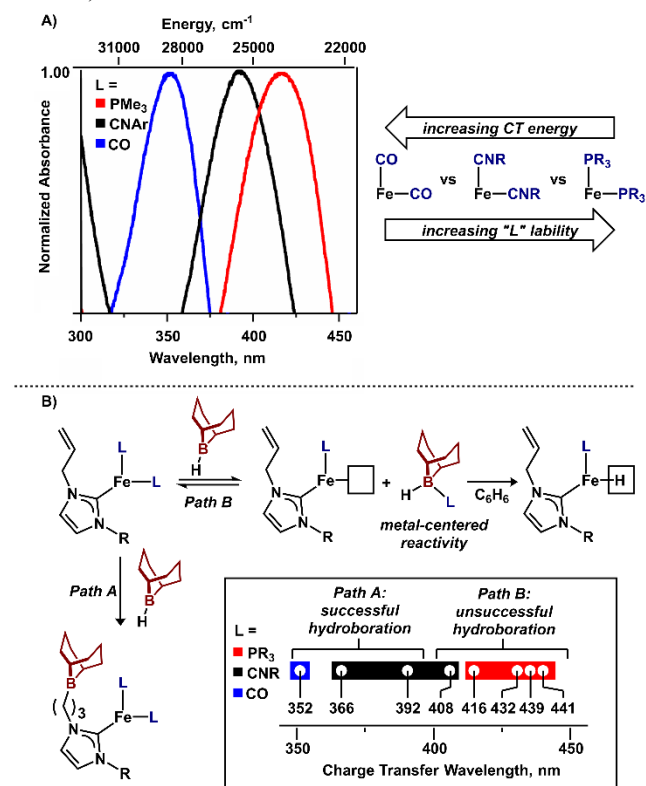 A)
Energy, cm-1
31000 28000 25000 22000
1.00
L =
PMe3
CNAr
CO
Normalized Absorbance
300 350 400 450
Wavelength, nm
increasing CT energy
CO CNR PR3
Fe—CO vs Fe—CNR vs Fe—PR3
increasing "L" lability
B)
L
Fe—L
N
N
R
B
H
Path B
L
Fe
N
N
R
+
B
H
L
metal-centered
reactivity
C6H6
L
Fe—H
N
N
R
Path A
B
H
B
( )3
L
Fe—L
N
N
R
Path A:
successful
hydroboration
Path B:
unsuccessful
hydroboration
L =
PR3
CNR
CO
352 366 392 408 416 432 439 441
350 400 450
Charge Transfer Wavelength, nm